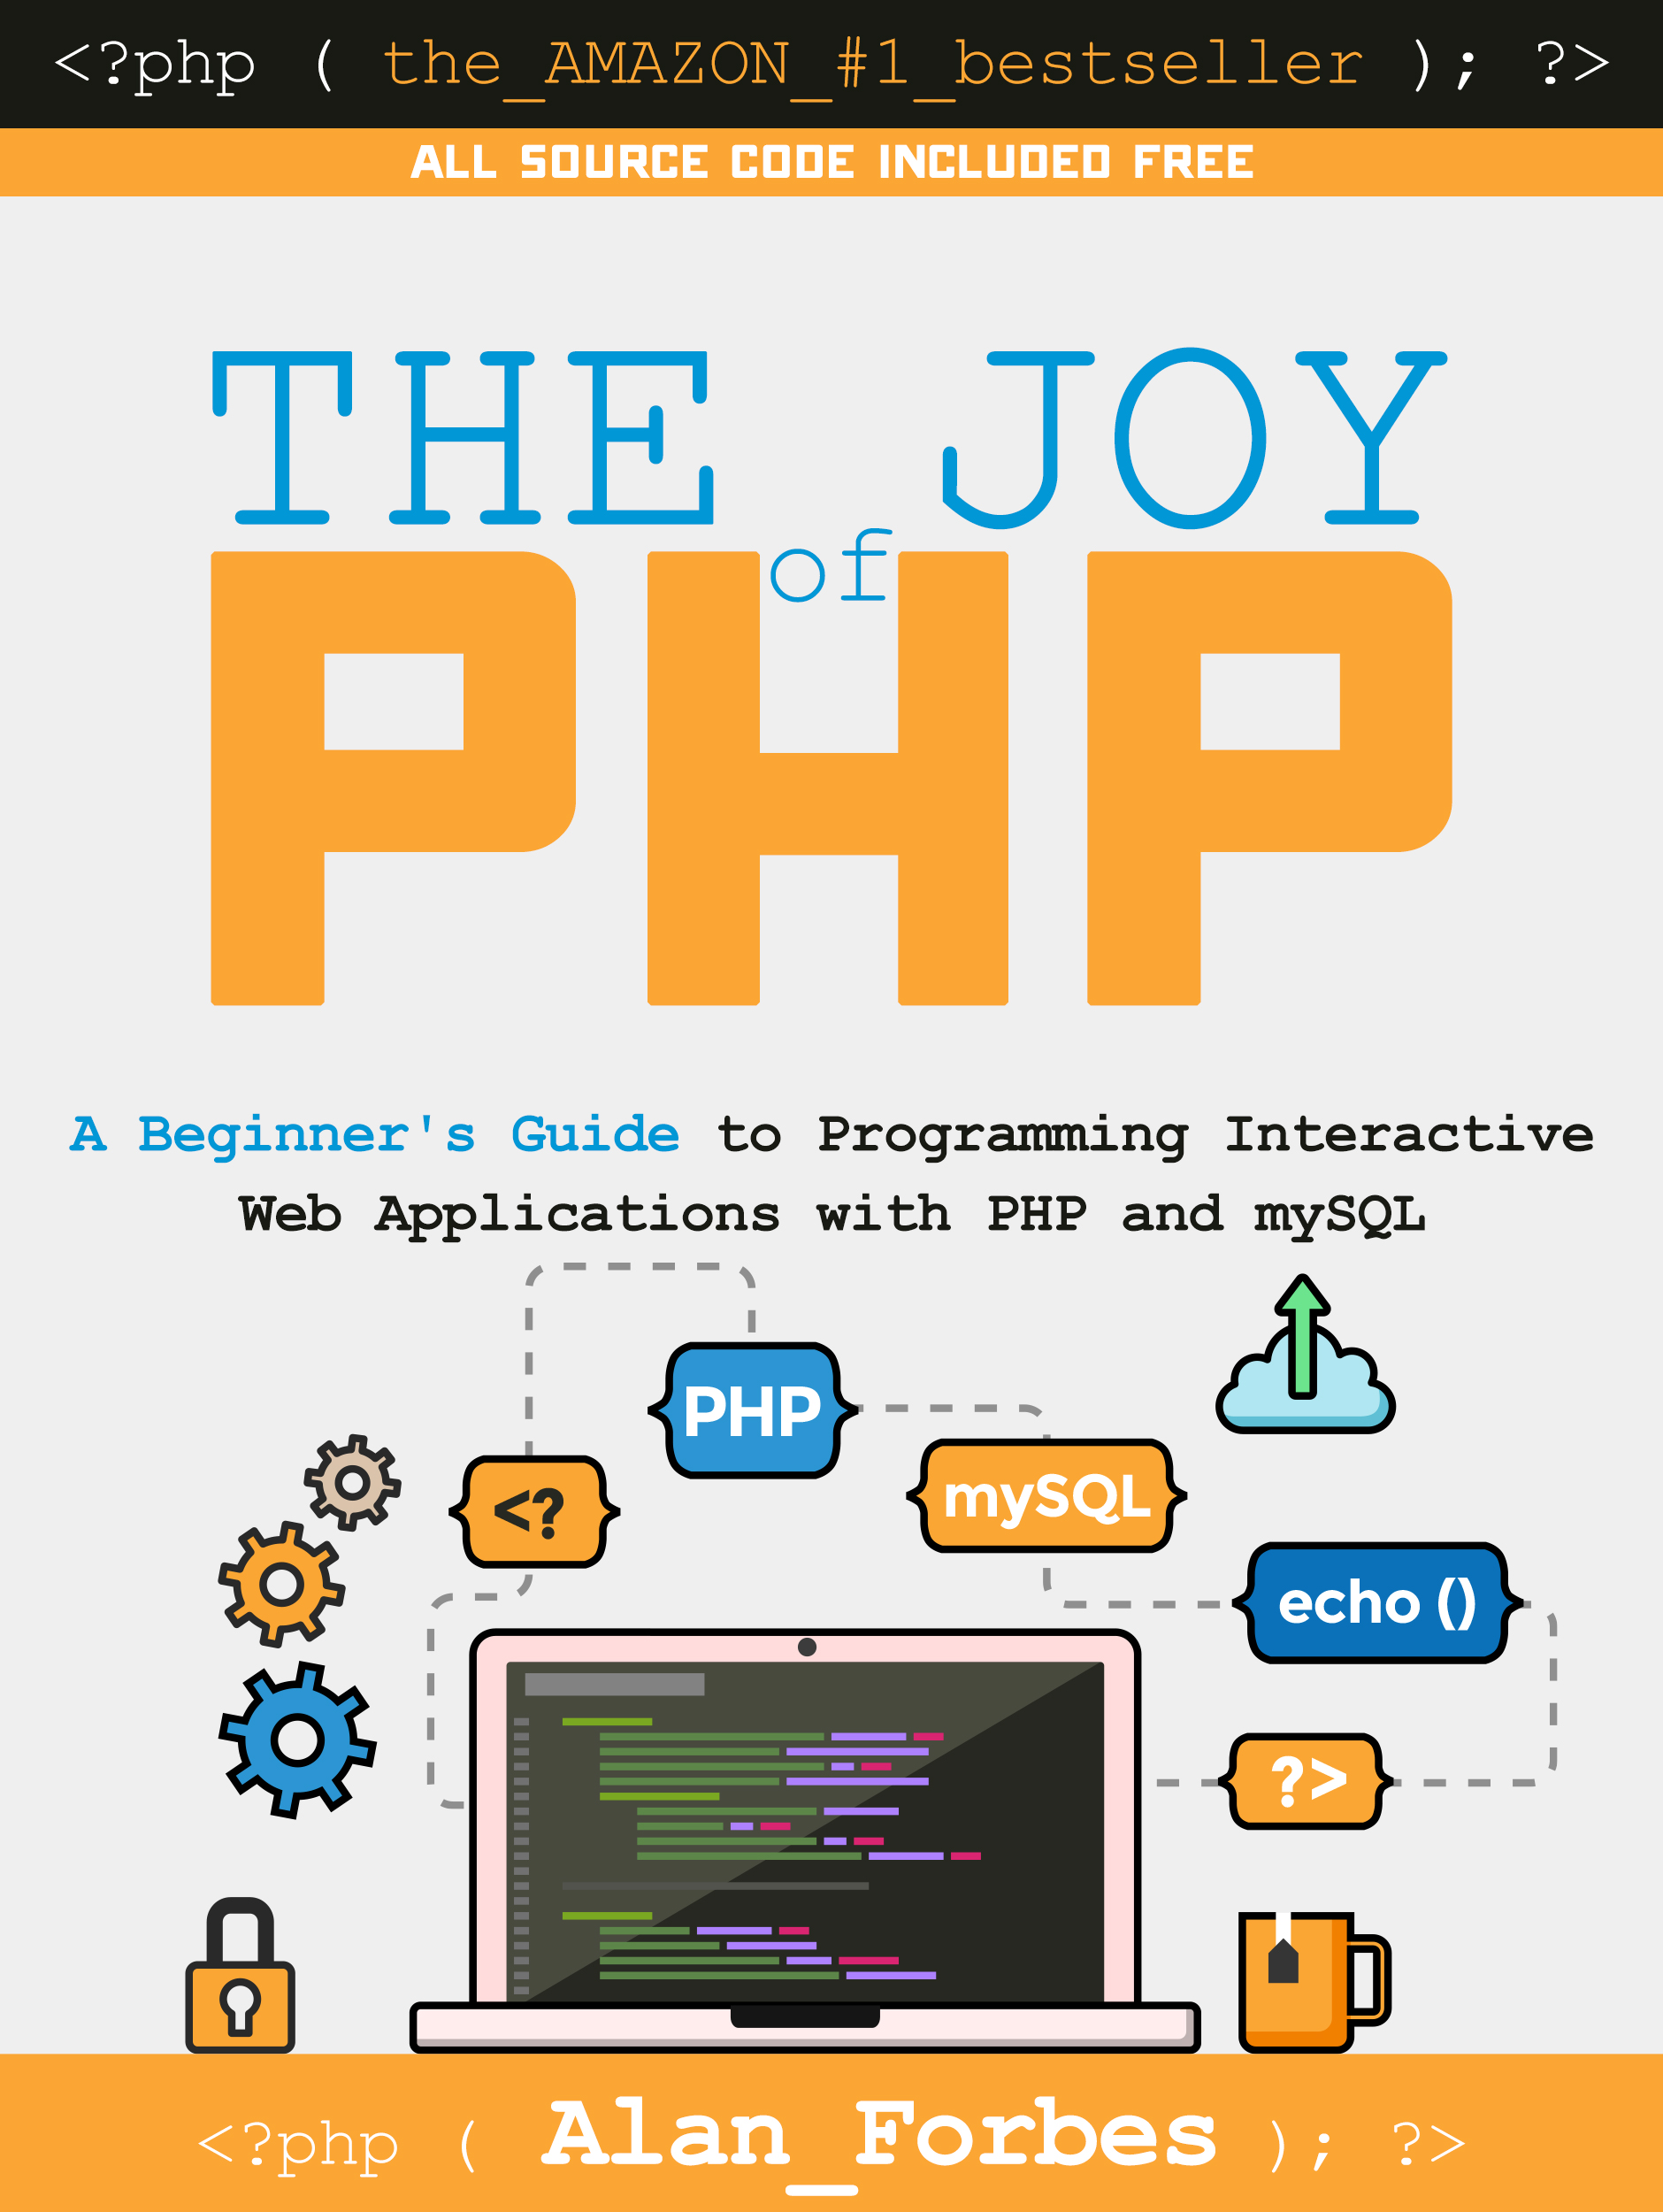 <?php ( the_AMAZON_#1_bestseller ); ?>
ALL SOURCE CODE INCLUDED FREE
THE JOY
of
PHP
A Beginner's Guide to Programming Interactive
Web Applications with PHP and mySQL
PHP
<?
mySQL
echo ()
?>
<?php ( Alan_Forbes ); ?>